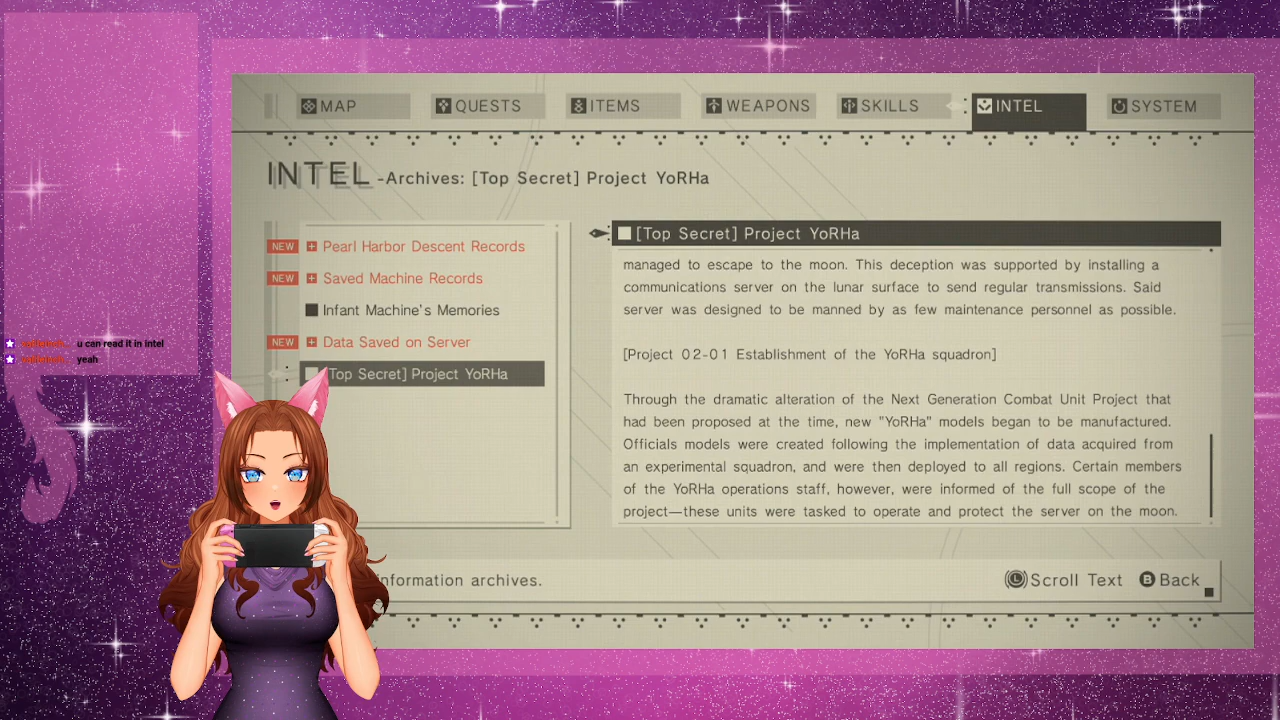 MAP
QUESTS
ITEMS
WEAPONS
SKILLS
INTEL
SYSTEM
INTEL -Archives: [Top Secret] Project YoRHa
NEW Pearl Harbor Descent Records
NEW Saved Machine Records
Infant Machine's Memories
NEW Data Saved on Server
[Top Secret] Project YoRHa
[Top Secret] Project YoRHa
managed to escape to the moon. This deception was supported by installing a
communications server on the lunar surface to send regular transmissions. Said
server was designed to be manned by as few maintenance personnel as possible.
[Project 02-01 Establishment of the YoRHa squadron]
Through the dramatic alteration of the Next Generation Combat Unit Project that
had been proposed at the time, new "YoRHa" models began to be manufactured.
Officials models were created following the implementation of data acquired from
an experimental squadron, and were then deployed to all regions. Certain members
of the YoRHa operations staff, however, were informed of the full scope of the
project—these units were tasked to operate and protect the server on the moon.
u can read it in intel
yeah
information archives.
L Scroll Text B Back